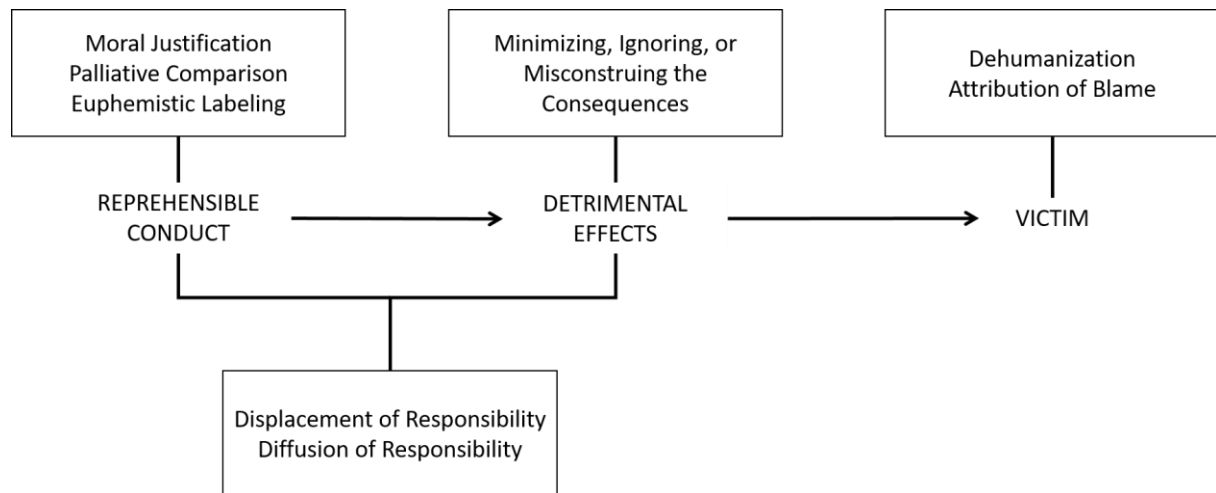 Moral Justification
Palliative Comparison
Euphemistic Labeling
Minimizing, Ignoring, or
Misconstruing the
Consequences
Dehumanization
Attribution of Blame
REPREHENSIBLE
CONDUCT
DETRIMENTAL
EFFECTS
VICTIM
Displacement of Responsibility
Diffusion of Responsibility